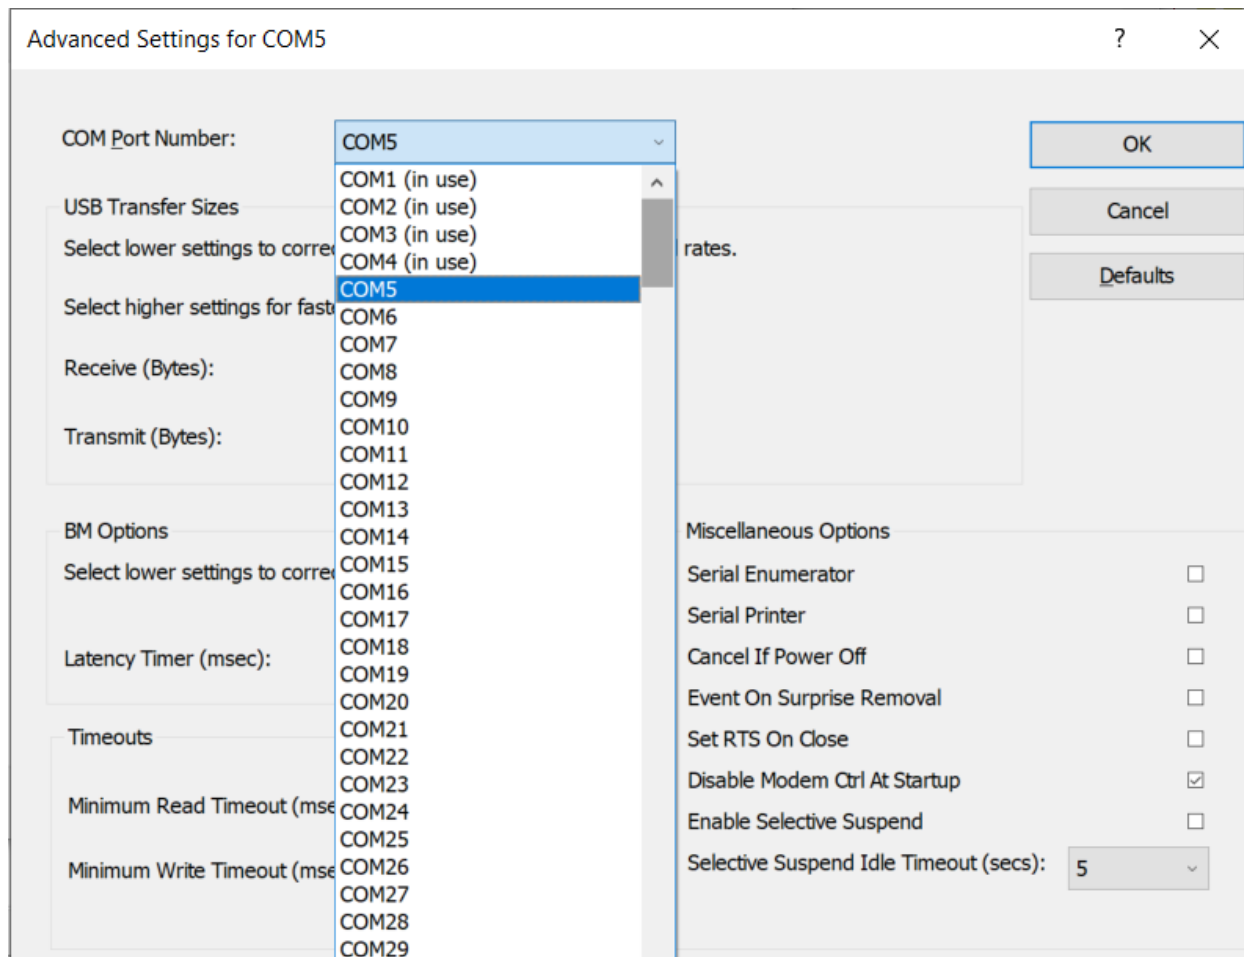 Advanced Settings for COM5
?
COM Port Number:
COM5
OK
COM1 (in use)
COM2 (in use)
COM3 (in use)
COM4 (in use)
COM5
COM6
COM7
COM8
COM9
COM10
COM11
COM12
COM13
COM14
COM15
COM16
COM17
COM18
COM19
COM20
COM21
COM22
COM23
COM24
COM25
COM26
COM27
COM28
COM29
Cancel
Defaults
USB Transfer Sizes
Select lower settings to rates.
Select higher settings for
Receive (Bytes):
Transmit (Bytes):
BM Options
Select lower settings to
Latency Timer (msec):
Timeouts
Minimum Read Timeout
Minimum Write Timeout
Miscellaneous Options
Serial Enumerator
Serial Printer
Cancel If Power Off
Event On Surprise Removal
Set RTS On Close
Disable Modem Ctrl At Startup
Enable Selective Suspend
Selective Suspend Idle Timeout (secs):
5